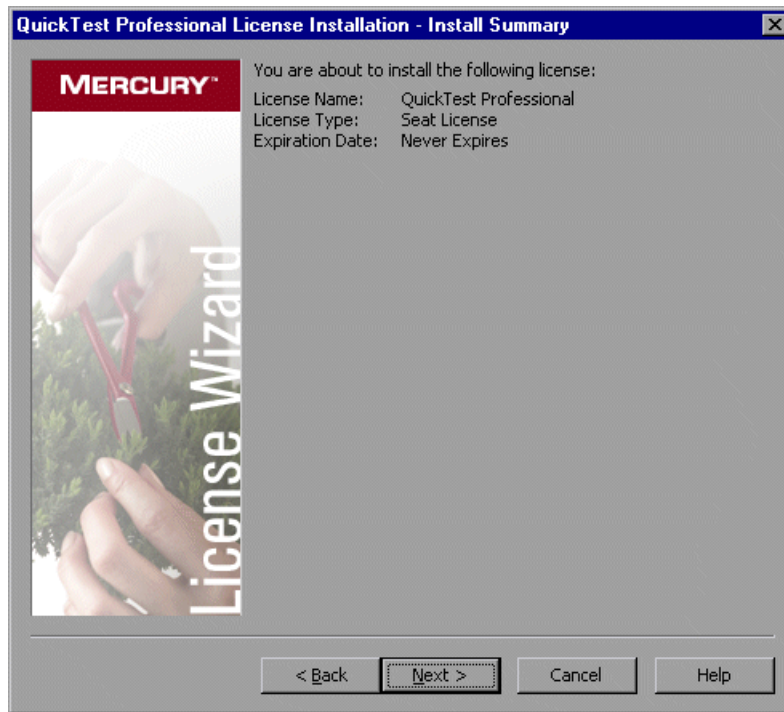 QuickTest Professional License Installation - Install Summary
MERCURY™
License Wizard
You are about to install the following license:
License Name: QuickTest Professional
License Type: Seat License
Expiration Date: Never Expires
< Back Next > Cancel Help